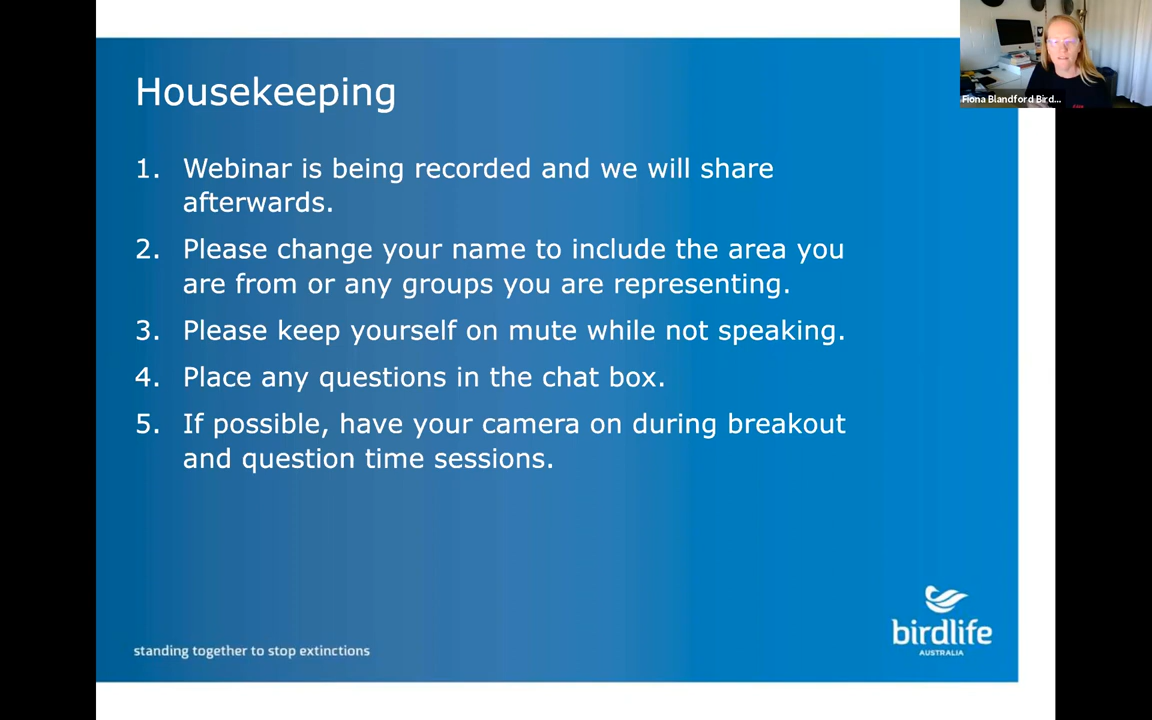 Housekeeping
1. Webinar is being recorded and we will share
afterwards.
2. Please change your name to include the area you
are from or any groups you are representing.
3. Please keep yourself on mute while not speaking.
4. Place any questions in the chat box.
5. If possible, have your camera on during breakout
and question time sessions.
standing together to stop extinctions
birdlife
AUSTRALIA
Fiona Blandford Bird...